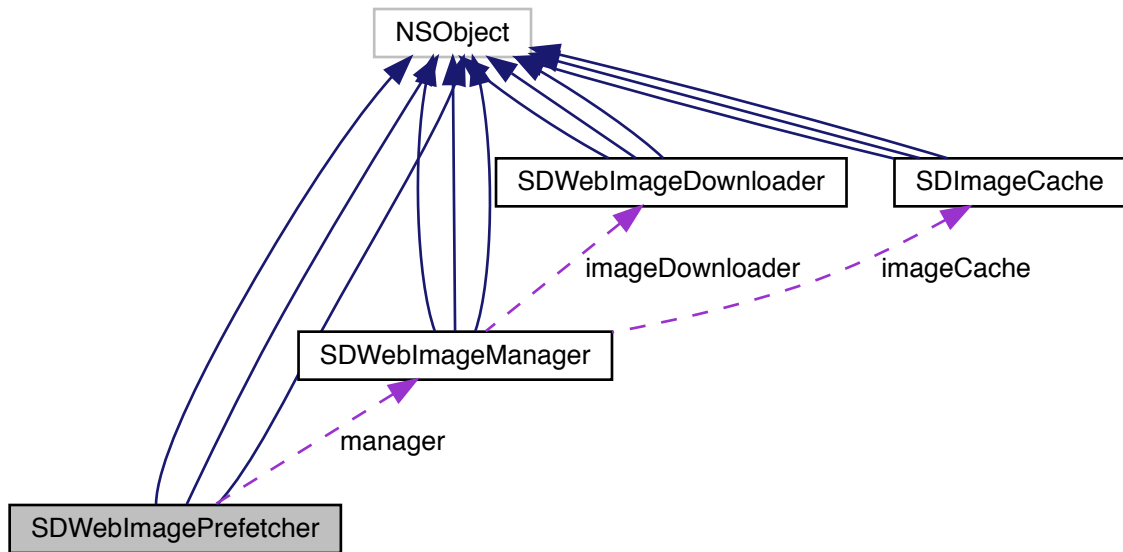 NSObject
SDWebImageDownloader
SDImageCache
imageDownloader
imageCache
SDWebImageManager
manager
SDWebImagePrefetcher